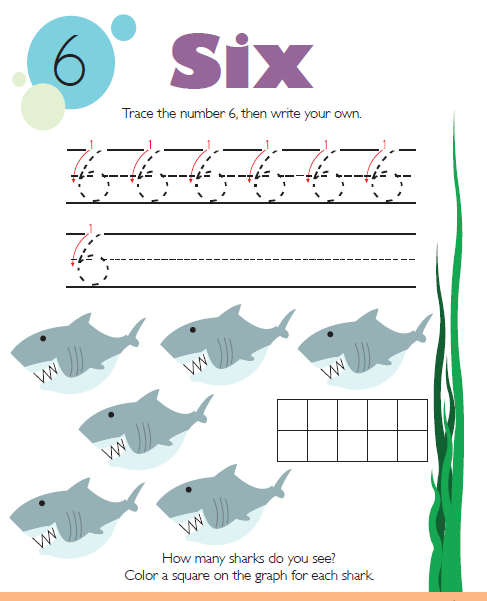 6
Six
Trace the number 6, then write your own.
1 1 1 1 1 1
6 6 6 6 6 6
1
6
How many sharks do you see?
Color a square on the graph for each shark.